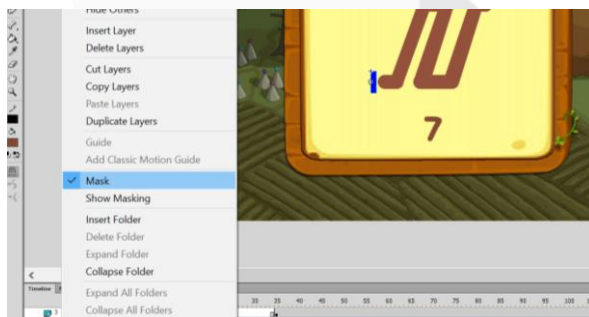 Hide Others
Insert Layer
Delete Layers
Cut Layers
Copy Layers
Paste Layers
Duplicate Layers
Guide
Add Classic Motion Guide
Mask
Show Masking
Insert Folder
Delete Folder
Expand Folder
Collapse Folder
Expand All Folders
Collapse All Folders
7
Timeline
30 35 40 45 50 55 60 65 70 75 80 85 90 95 100
3